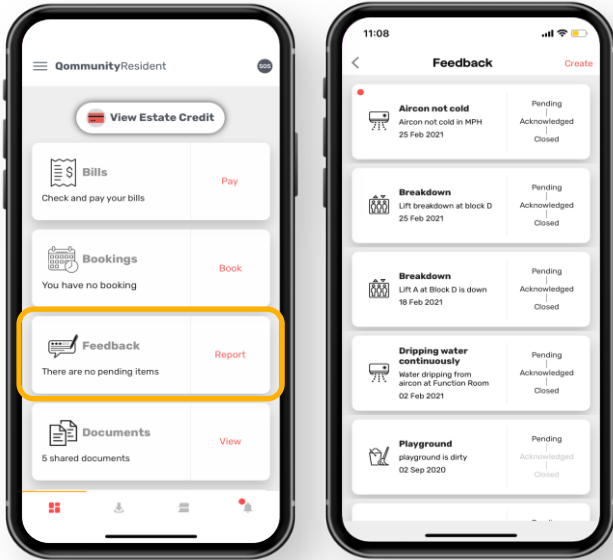 QommunityResident
SOS
View Estate Credit
Bills
Pay
Check and pay your bills
Bookings
Book
You have no booking
Feedback
Report
There are no pending items
Documents
View
5 shared documents
11:08
Feedback
Create
Aircon not cold
Aircon not cold in MPH
25 Feb 2021
Pending
Acknowledged
Closed
Breakdown
Lift breakdown at block D
25 Feb 2021
Pending
Acknowledged
Closed
Breakdown
Lift A at Block D is down
18 Feb 2021
Pending
Acknowledged
Closed
Dripping water
continuously
Water dripping from
aircon at Function Room
02 Feb 2021
Pending
Acknowledged
Closed
Playground
playground is dirty
02 Sep 2020
Pending
Acknowledged
Closed